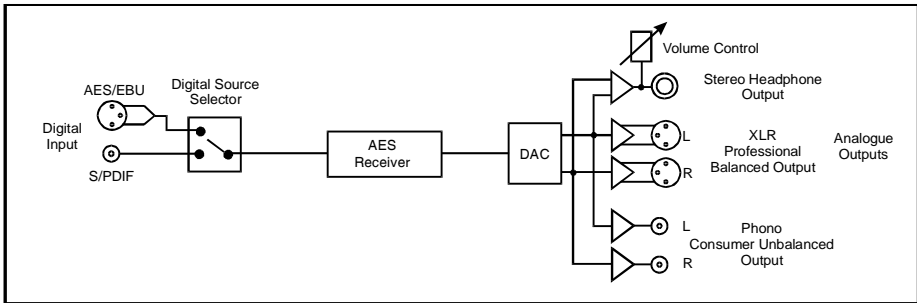 AES/EBU
Digital
Input
S/PDIF
Digital Source
Selector
AES
Receiver
DAC
Volume Control
Stereo Headphone
Output
L
R
XLR
Professional
Balanced Output
Analogue
Outputs
L
R
Phono
Consumer Unbalanced
Output